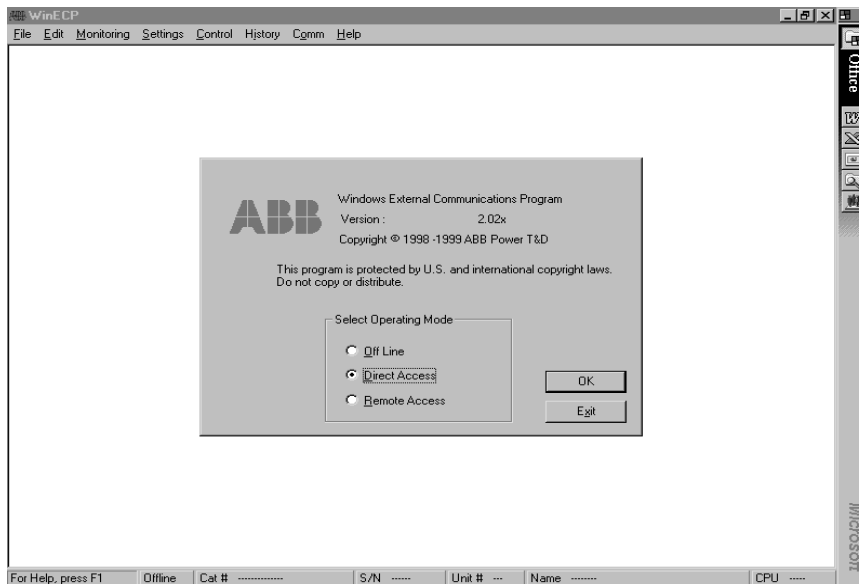 WinECP
File Edit Monitoring Settings Control History Comm Help
Office
ABB
Windows External Communications Program
Version : 2.02x
Copyright © 1998 -1999 ABB Power T&D
This program is protected by U.S. and international copyright laws.
Do not copy or distribute.
Select Operating Mode
Off Line
Direct Access
Remote Access
OK
Exit
Microsoft
For Help, press F1 Offline Cat # ------------- S/N ------ Unit # --- Name -------- CPU -----